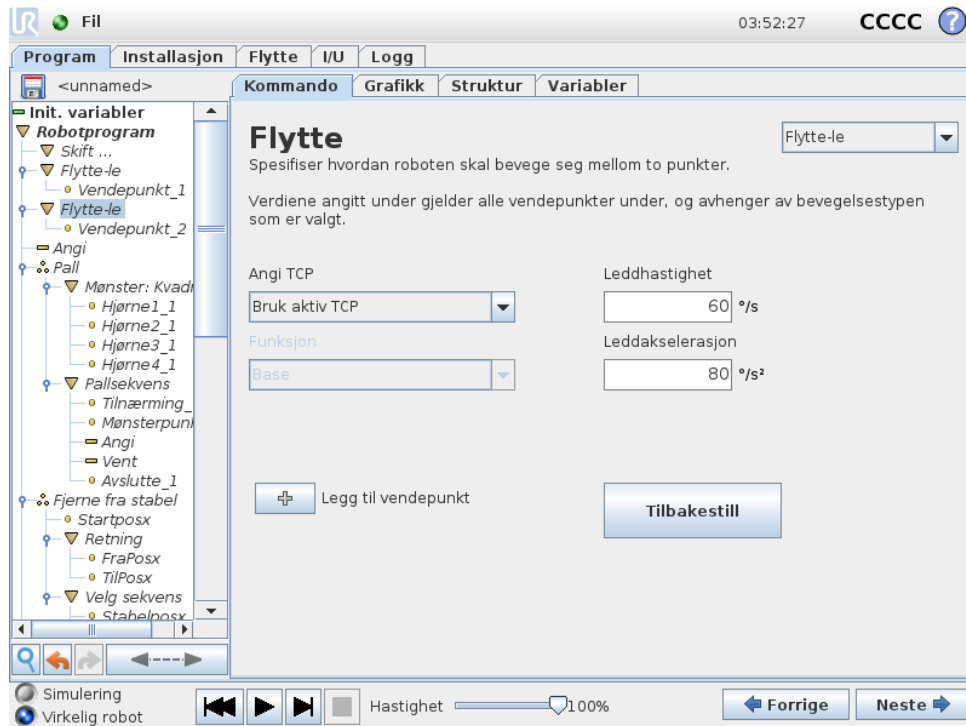 UR Fil 03:52:27 CCCC ?
Program Installasjon Flytte I/U Logg
<unnamed>
Kommando Grafikk Struktur Variabler
Init. variabler
Robotprogram
Skift ...
Flytte-le
Vendepunkt_1
Flytte-le
Vendepunkt_2
Angi
Pall
Mønster: Kvadr
Hjørne1_1
Hjørne2_1
Hjørne3_1
Hjørne4_1
Pallsekvens
Tilnærming_
Mønsterpunk
Angi
Vent
Avslutte_1
Fjerne fra stabel
Startposx
Retning
FraPosx
TilPosx
Velg sekvens
Stabelposx
Flytte
Flytte-le
Spesifiser hvordan roboten skal bevege seg mellom to punkter.
Verdiene angitt under gjelder alle vendepunkter under, og avhenger av bevegelsestypen
som er valgt.
Angi TCP
Bruk aktiv TCP
Funksjon
Base
Leddhastighet
60 °/s
Leddakselerasjon
80 °/s²
Legg til vendepunkt
Tilbakestill
Simulering
Virkelig robot
Hastighet 100%
Forrige
Neste